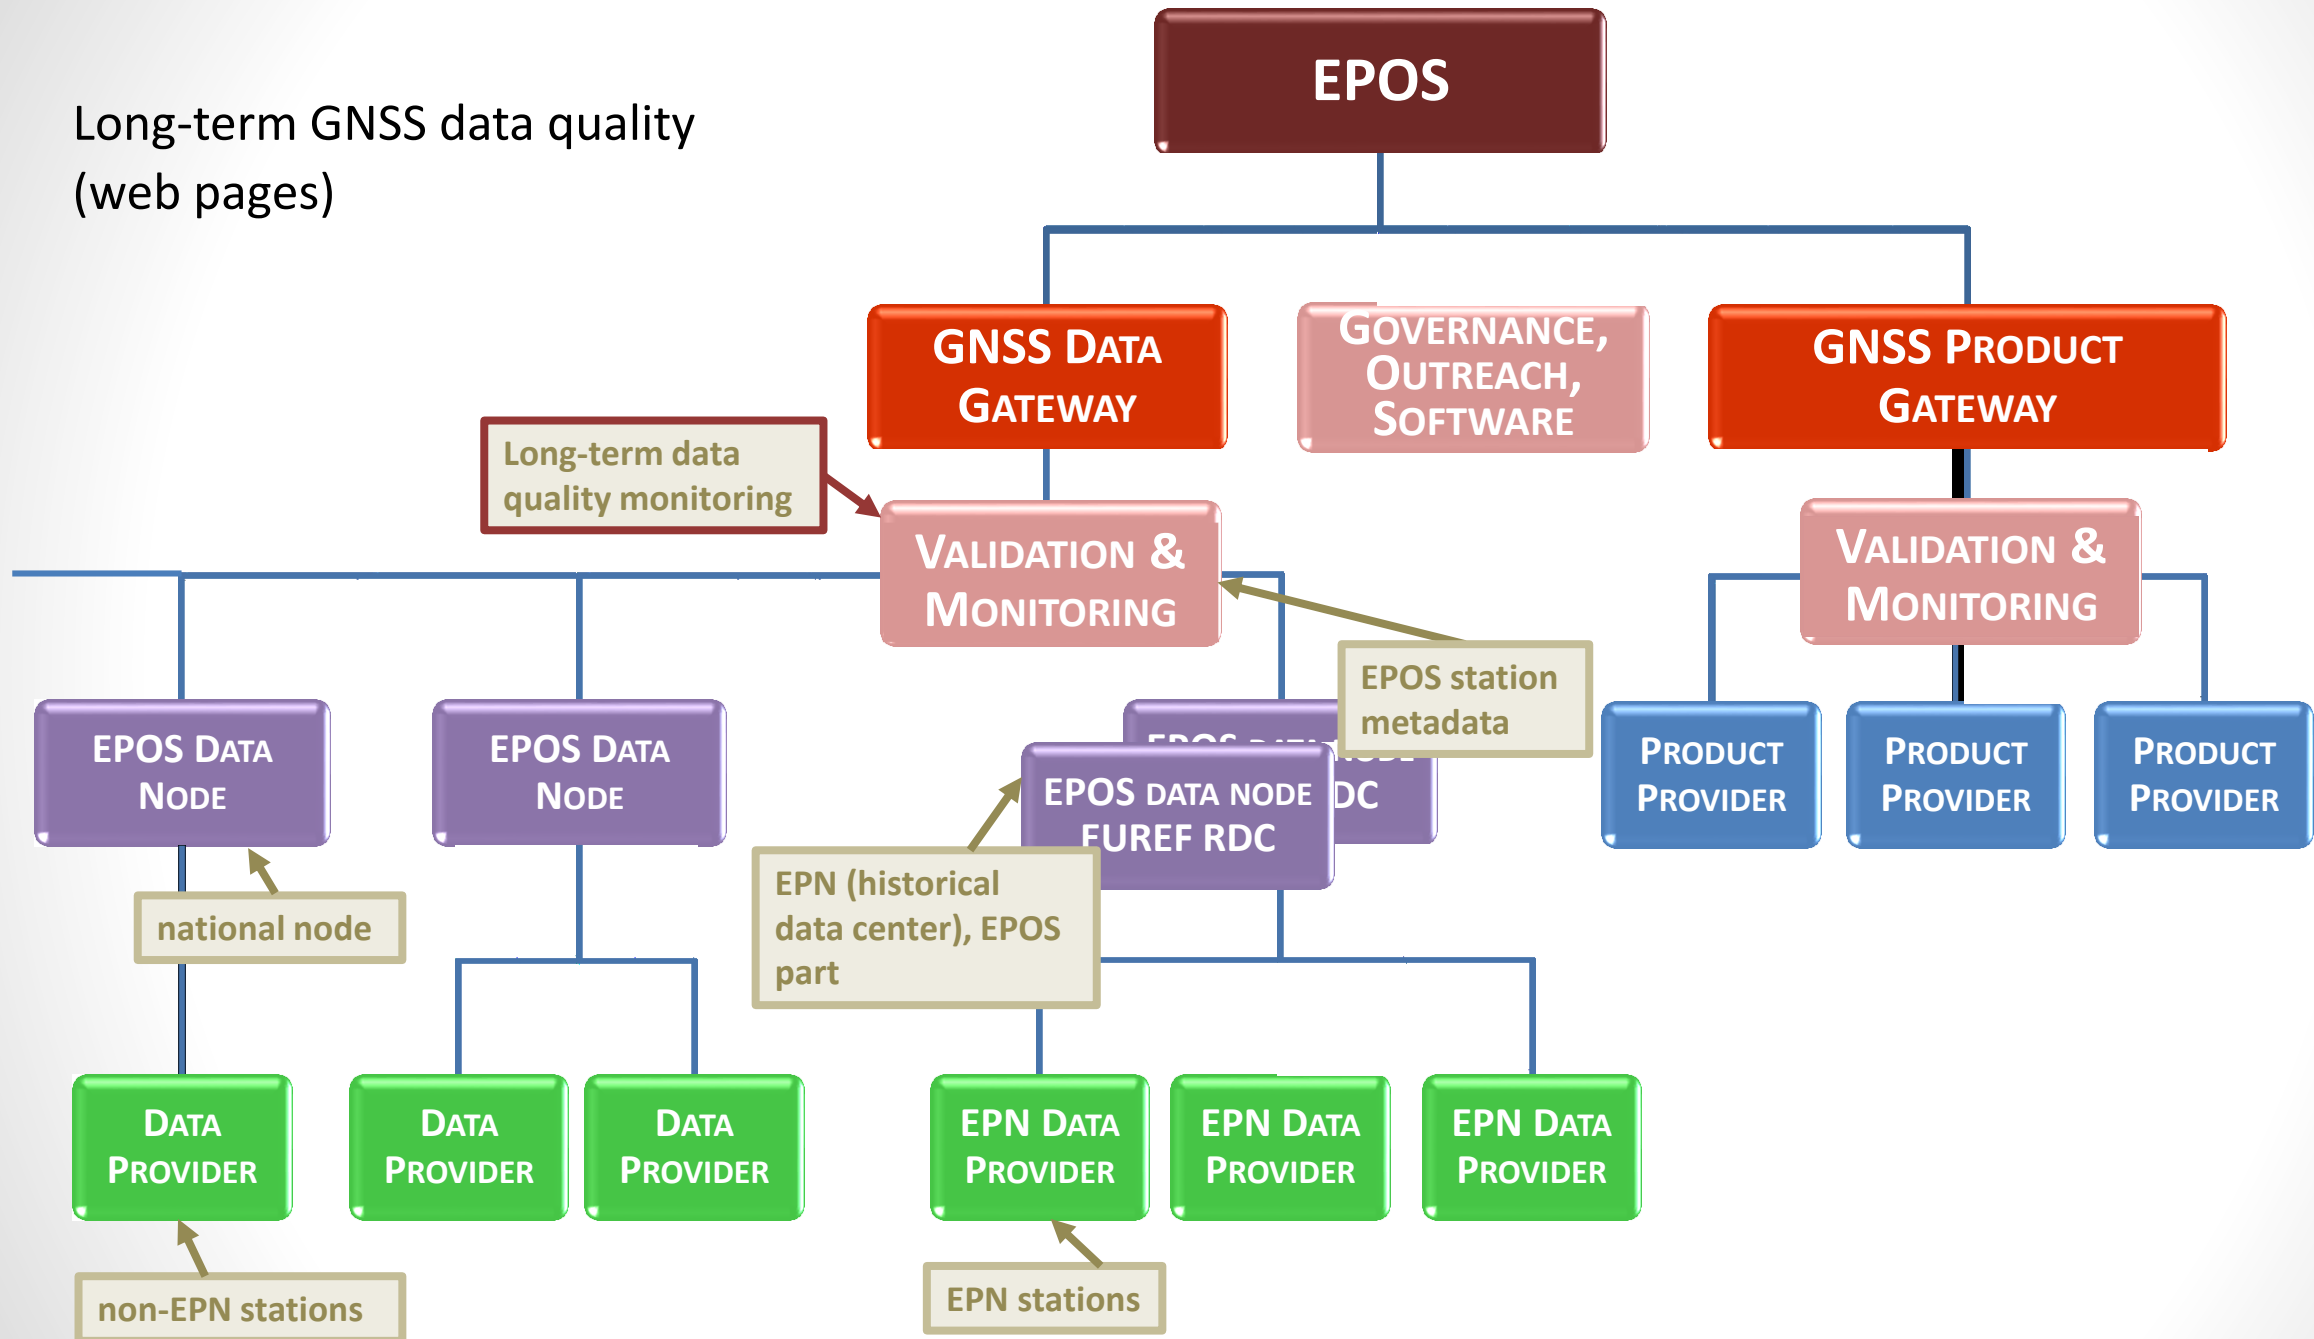 Long-term GNSS data quality
(web pages)
EPOS
GNSS DATA
GATEWAY
GOVERNANCE,
OUTREACH,
SOFTWARE
GNSS PRODUCT
GATEWAY
Long-term data
quality monitoring
VALIDATION &
MONITORING
VALIDATION &
MONITORING
EPOS station
metadata
EPOS DATA
NODE
EPOS DATA
NODE
EPOS DATA NODE
DC
EPOS DATA NODE
EUREF RDC
PRODUCT
PROVIDER
PRODUCT
PROVIDER
PRODUCT
PROVIDER
national node
EPN (historical
data center), EPOS
part
DATA
PROVIDER
DATA
PROVIDER
DATA
PROVIDER
EPN DATA
PROVIDER
EPN DATA
PROVIDER
EPN DATA
PROVIDER
non-EPN stations
EPN stations